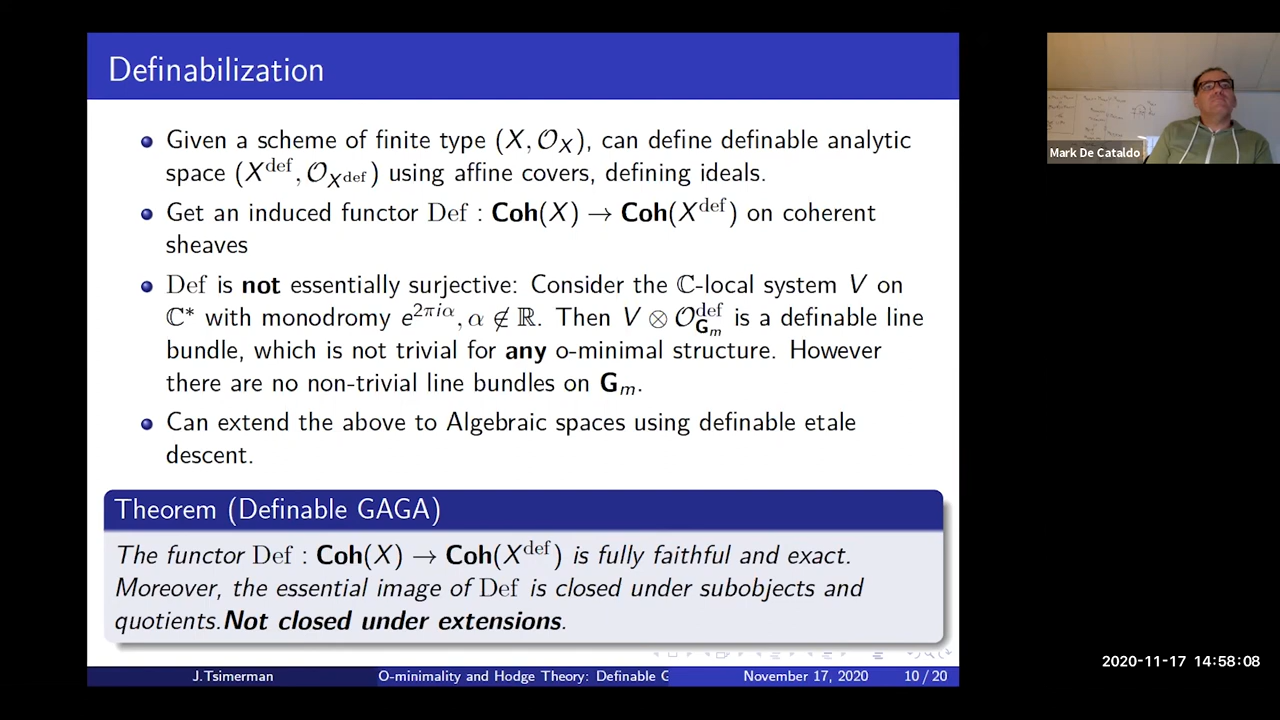 Definabilization
Given a scheme of finite type (X, 𝒪_X), can define definable analytic
space (X^def, 𝒪_{X^def}) using affine covers, defining ideals.
Get an induced functor Def : Coh(X) → Coh(X^def) on coherent
sheaves
Def is not essentially surjective: Consider the ℂ-local system V on
ℂ* with monodromy e^{2πiα}, α ∉ ℝ. Then V ⊗ 𝒪^def_{G_m} is a definable line
bundle, which is not trivial for any o-minimal structure. However
there are no non-trivial line bundles on G_m.
Can extend the above to Algebraic spaces using definable etale
descent.
Theorem (Definable GAGA)
The functor Def : Coh(X) → Coh(X^def) is fully faithful and exact.
Moreover, the essential image of Def is closed under subobjects and
quotients.Not closed under extensions.
J.Tsimerman O-minimality and Hodge Theory: Definable G November 17, 2020 10 / 20
Mark De Cataldo
2020-11-17 14:58:08